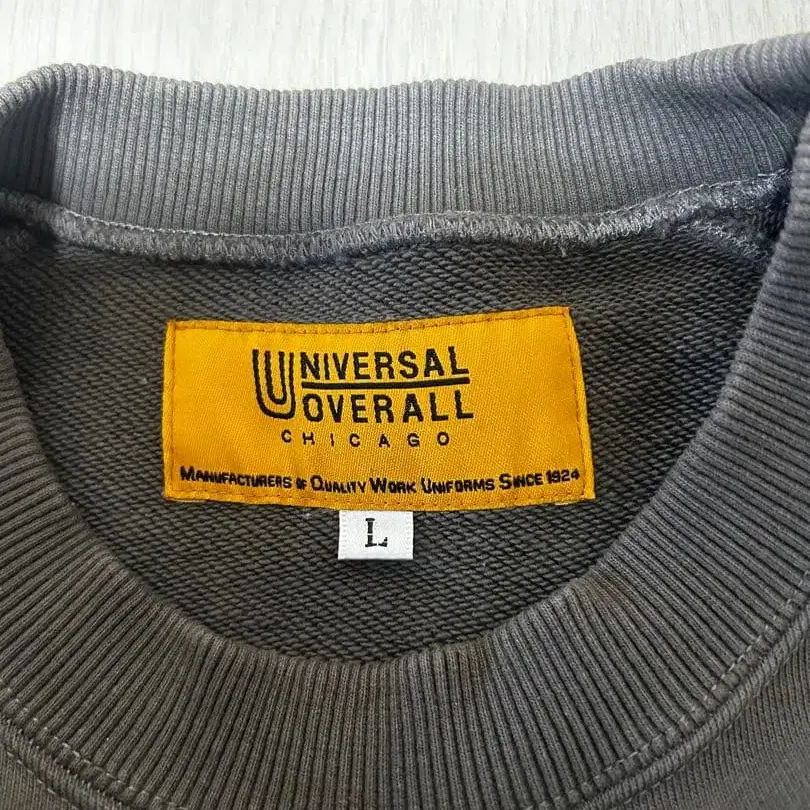 UNIVERSAL
OVERALL
CHICAGO
MANUFACTURERS OF QUALITY WORK UNIFORMS SINCE 1924
L